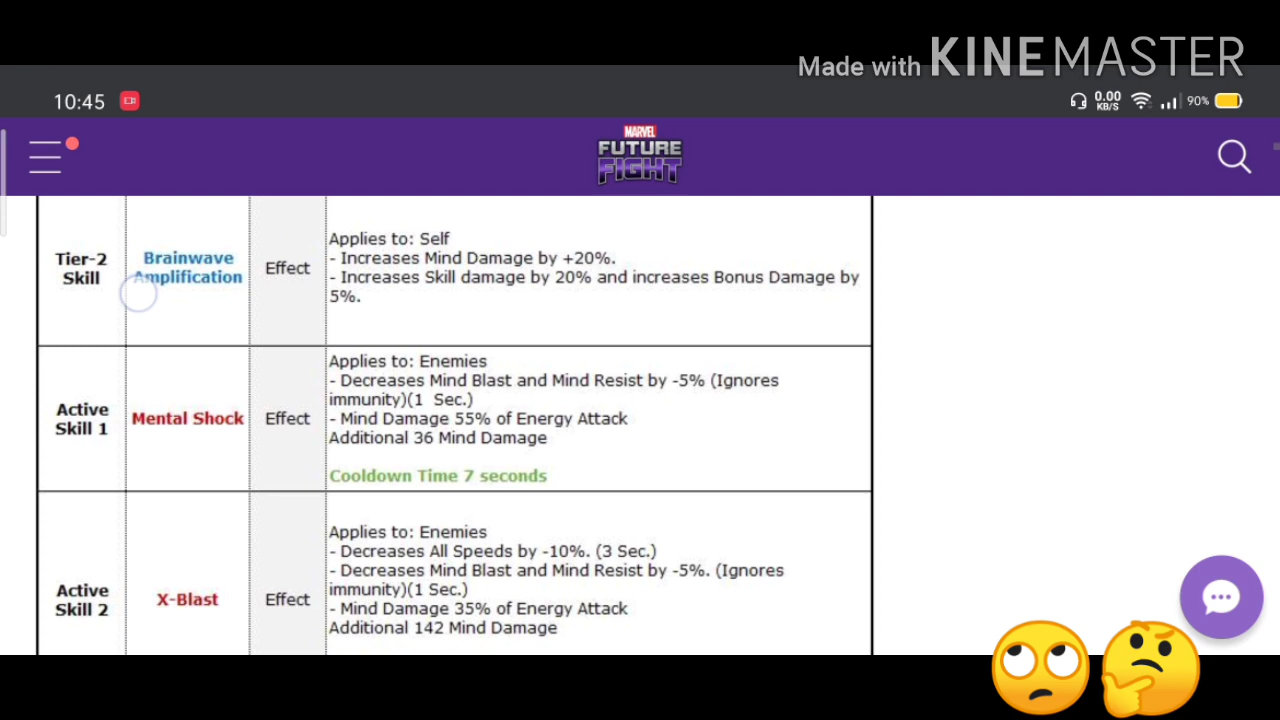 Made with KINEMASTER
10:45
0.00
KB/S
90%
MARVEL
FUTURE
FIGHT
Tier-2
Skill
Brainwave
Amplification
Effect
Applies to: Self
- Increases Mind Damage by +20%.
- Increases Skill damage by 20% and increases Bonus Damage by
5%.
Active
Skill 1
Mental Shock
Effect
Applies to: Enemies
- Decreases Mind Blast and Mind Resist by -5% (Ignores
immunity)(1 Sec.)
- Mind Damage 55% of Energy Attack
Additional 36 Mind Damage
Cooldown Time 7 seconds
Active
Skill 2
X-Blast
Effect
Applies to: Enemies
- Decreases All Speeds by -10%. (3 Sec.)
- Decreases Mind Blast and Mind Resist by -5%. (Ignores
immunity)(1 Sec.)
- Mind Damage 35% of Energy Attack
Additional 142 Mind Damage